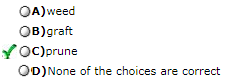 A)weed
B)graft
C)prune
D)None of the choices are correct